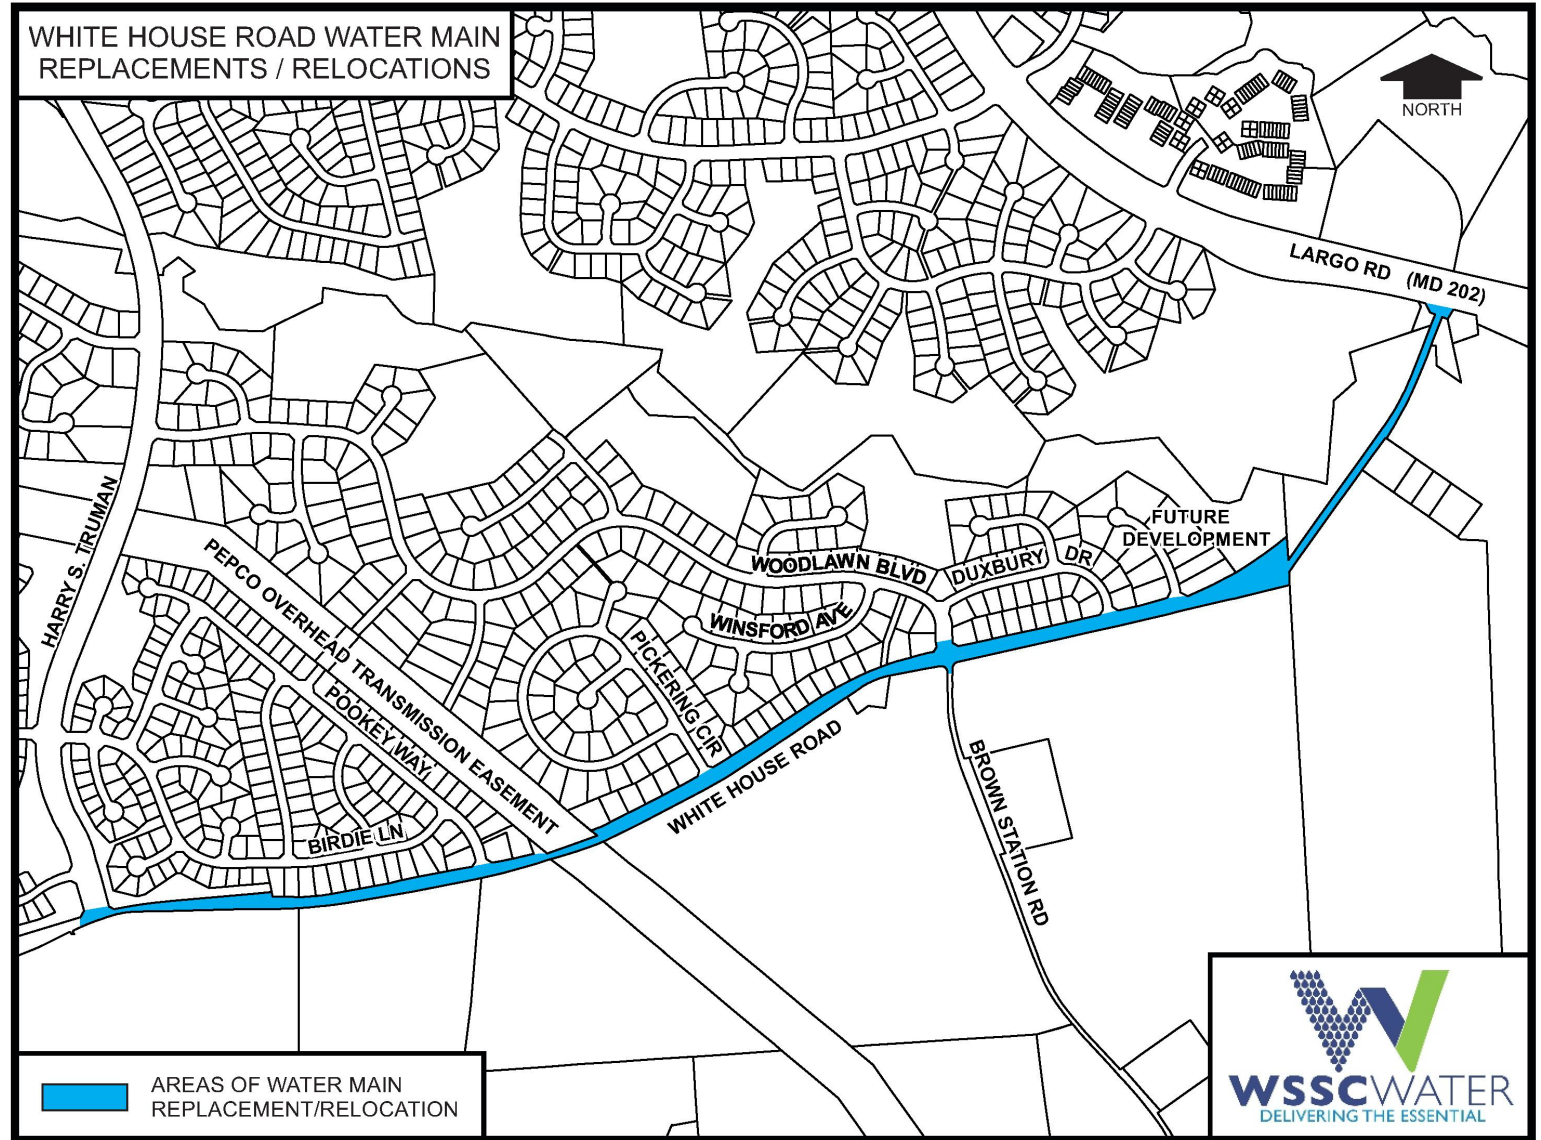 WHITE HOUSE ROAD WATER MAIN
REPLACEMENTS / RELOCATIONS
NORTH
LARGO RD (MD 202)
HARRY S. TRUMAN
PEPCO OVERHEAD TRANSMISSION EASEMENT
WOODLAWN BLVD
DUXBURY DR
FUTURE
DEVELOPMENT
WINSFORD AVE
PICKERING CIR
POOKEY WAY
BIRDIE LN
WHITE HOUSE ROAD
BROWN STATION RD
AREAS OF WATER MAIN
REPLACEMENT/RELOCATION
WSSCWATER
DELIVERING THE ESSENTIAL